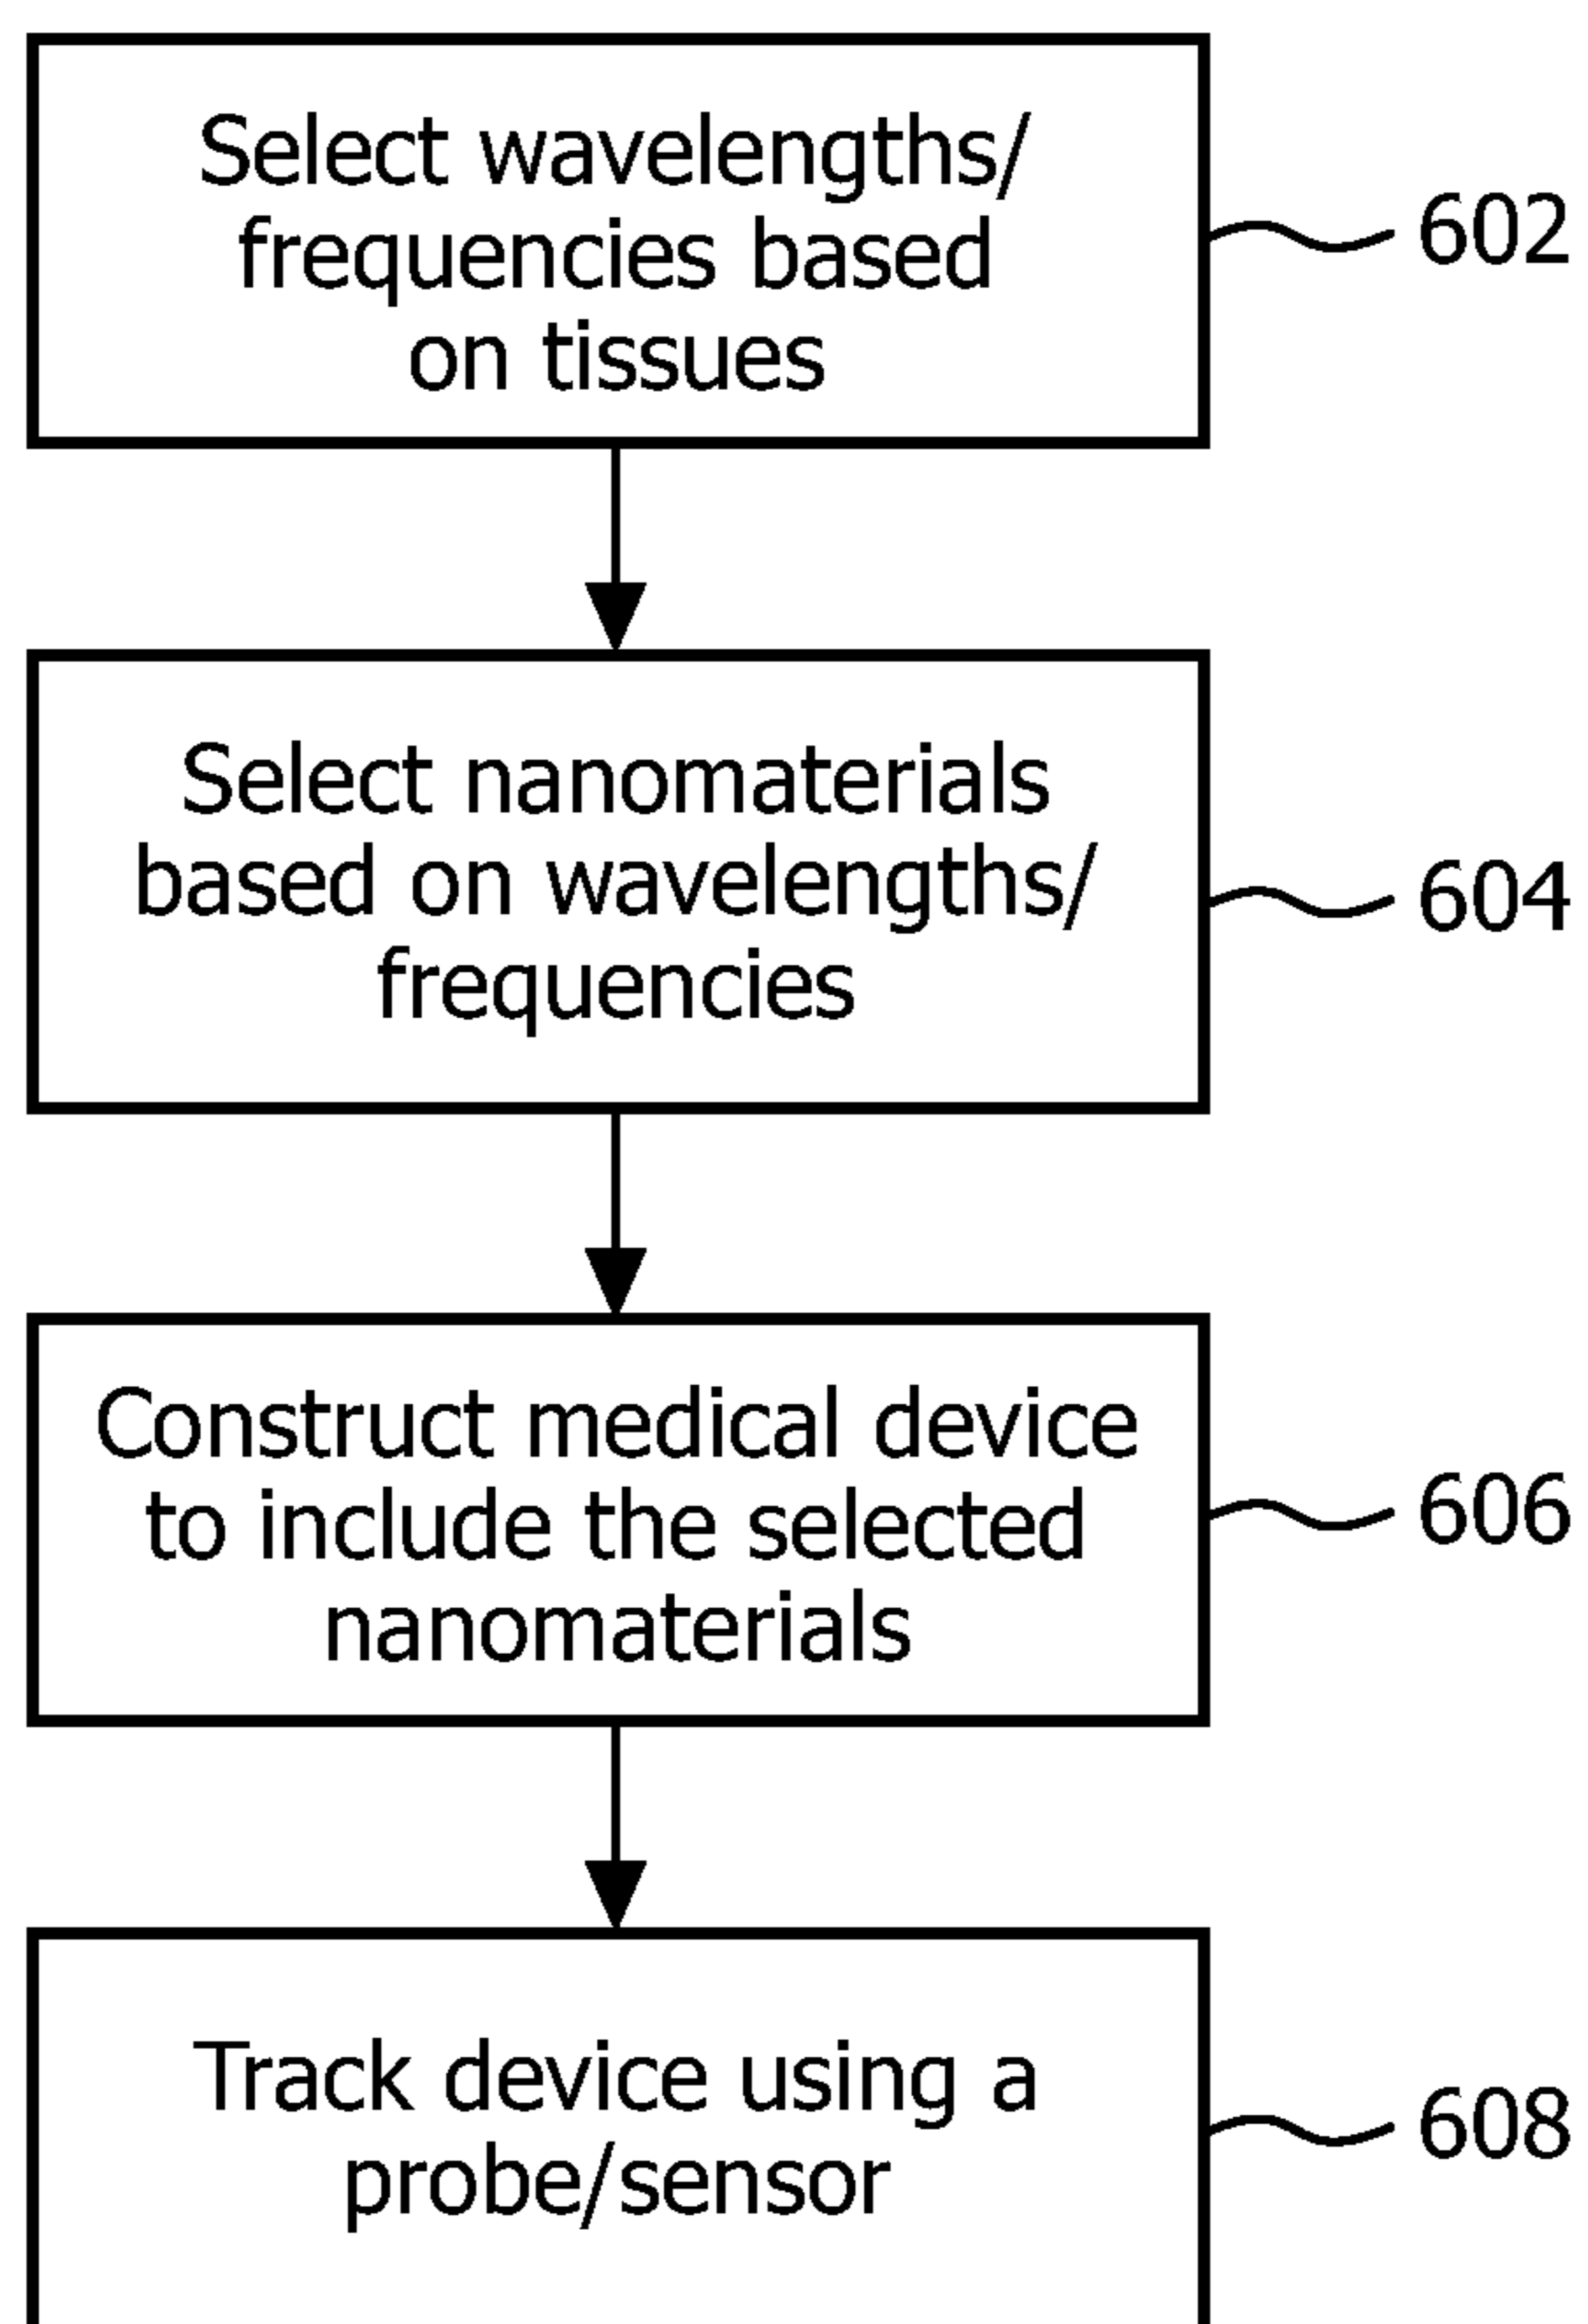 Select wavelengths/
frequencies based
on tissues
602
Select nanomaterials
based on wavelengths/
frequencies
604
Construct medical device
to include the selected
nanomaterials
606
Track device using a
probe/sensor
608